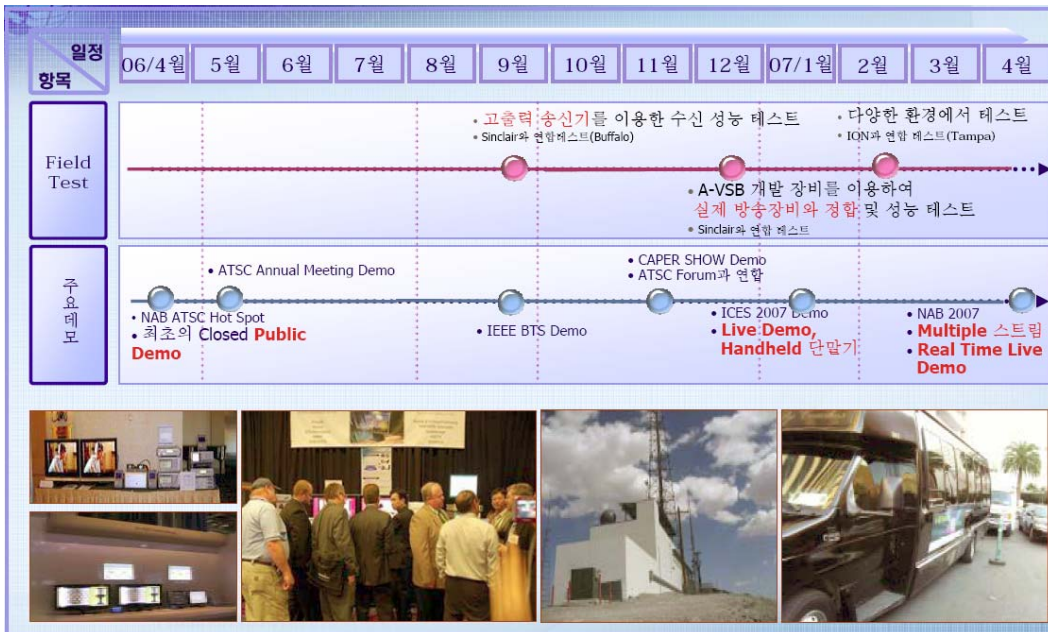 일정
항목
06/4월 5월 6월 7월 8월 9월 10월 11월 12월 07/1월 2월 3월 4월
Field
Test
• 고출력 송신기를 이용한 수신 성능 테스트
• Sinclair와 연합테스트(Buffalo)
• 다양한 환경에서 테스트
• ION과 연합 테스트(Tampa)
• A-VSB 개발 장비를 이용하여
실제 방송장비와 정합 및 성능 테스트
• Sinclair와 연합 테스트
주요데모
• ATSC Annual Meeting Demo
• CAPER SHOW Demo
• ATSC Forum과 연합
• NAB ATSC Hot Spot
• 최초의 Closed Public
Demo
• IEEE BTS Demo
• ICES 2007 Demo
• Live Demo,
Handheld 단말기
• NAB 2007
• Multiple 스트림
• Real Time Live
Demo